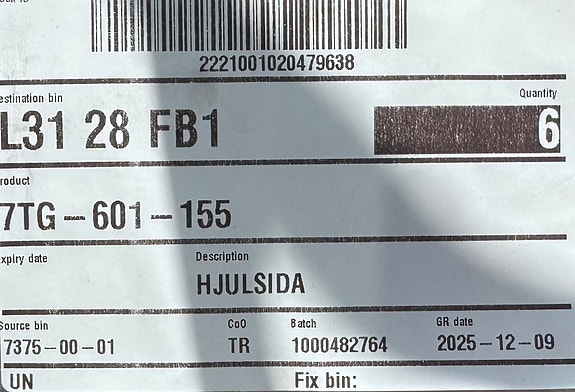 2221001020479638
estination bin Quantity
L31 28 FB1 6
roduct
7TG-601-155
xpiry date Description
HJULSIDA
Source bin CoO Batch GR date
7375-00-01 TR 1000482764 2025-12-09
UN Fix bin: